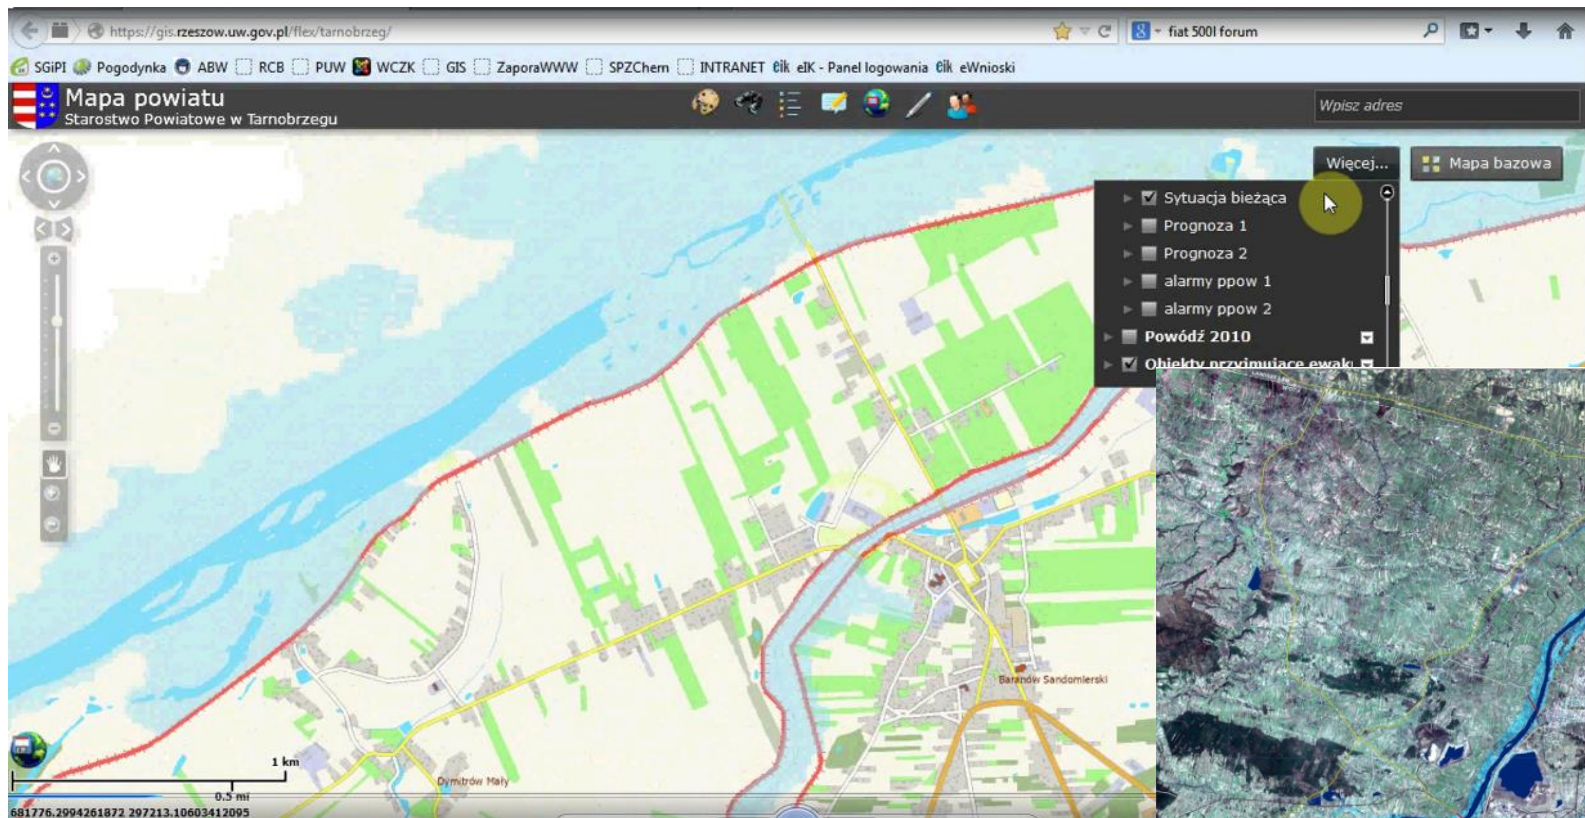 https://gis.rzeszow.uw.gov.pl/flex/tarnobrzeg/
fiat 500l forum
SGiPI Pogodynka ABW RCB PUW WCZK GIS ZaporaWWW SPZChem INTRANET eIK - Panel logowania eWnioski
Mapa powiatu
Starostwo Powiatowe w Tarnobrzegu
Wpisz adres
Więcej...
Mapa bazowa
Sytuacja bieżąca
Prognoza 1
Prognoza 2
alarmy ppow 1
alarmy ppow 2
Powódź 2010
Obiekty przyjmujące ewak
Baranów Sandomierski
Dymitrów Mały
1 km
0.5 mi
681776.2994261872 297213.10603412095